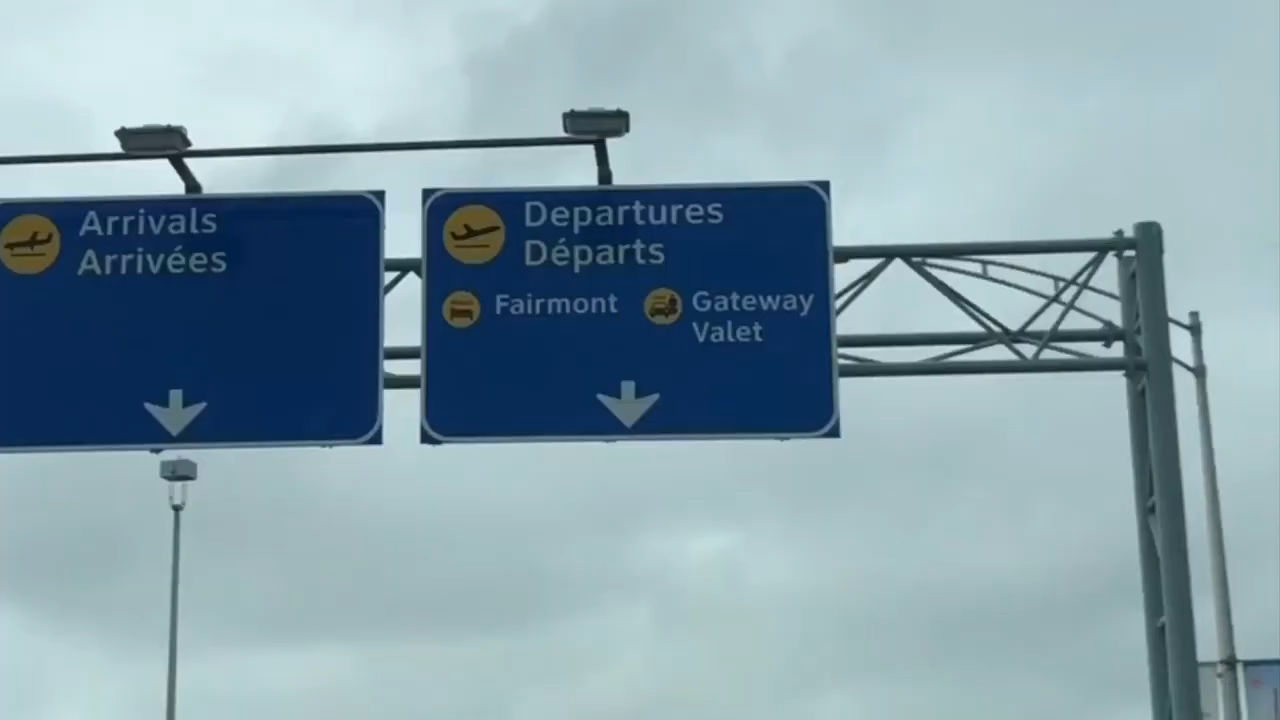 Arrivals
Arrivées
Departures
Départs
Fairmont
Gateway
Valet